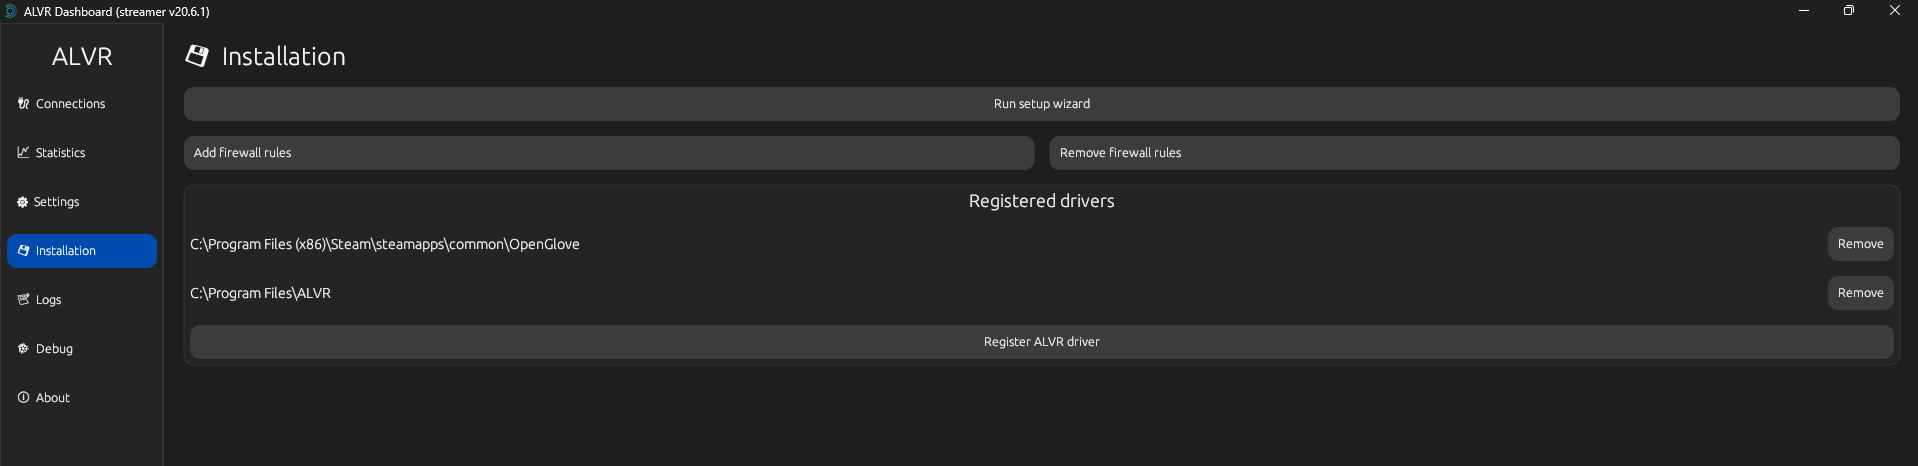 ALVR Dashboard (streamer v20.6.1)
ALVR
Connections
Statistics
Settings
Installation
Logs
Debug
About
Installation
Run setup wizard
Add firewall rules
Remove firewall rules
Registered drivers
C:\Program Files (x86)\Steam\steamapps\common\OpenGlove
Remove
C:\Program Files\ALVR
Remove
Register ALVR driver